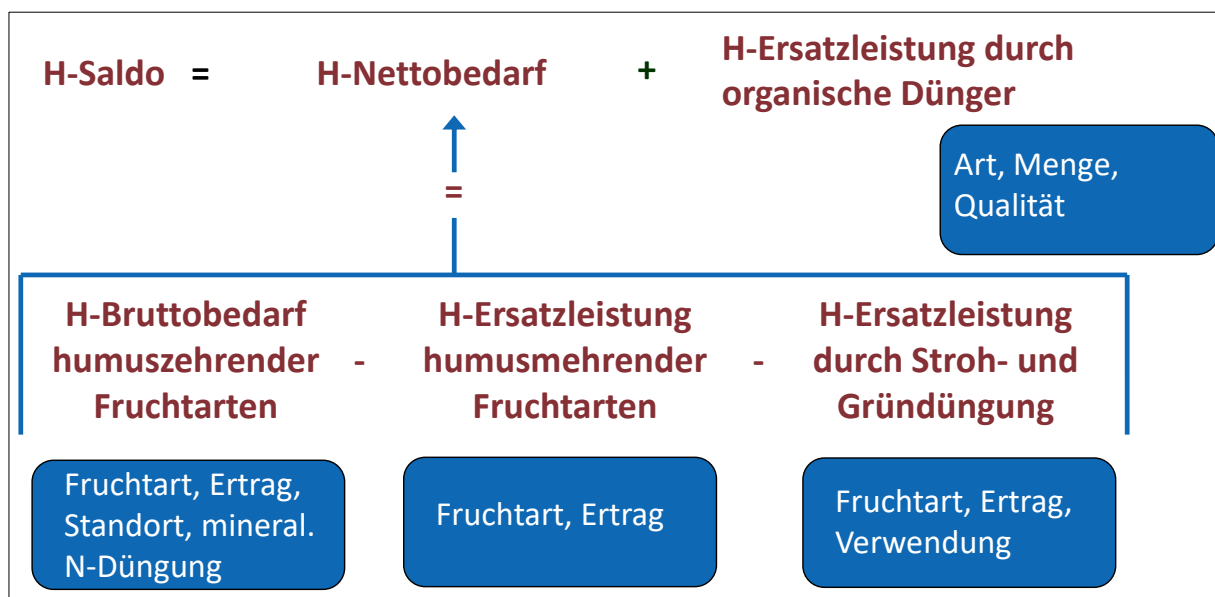 H-Saldo = H-Nettobedarf + H-Ersatzleistung durch
organische Dünger
Art, Menge,
Qualität
=
H-Bruttobedarf
humuszehrender
Fruchtarten
-
H-Ersatzleistung
humusmehrender
Fruchtarten
-
H-Ersatzleistung
durch Stroh- und
Gründüngung
Fruchtart, Ertrag,
Standort, mineral.
N-Düngung
Fruchtart, Ertrag
Fruchtart, Ertrag,
Verwendung